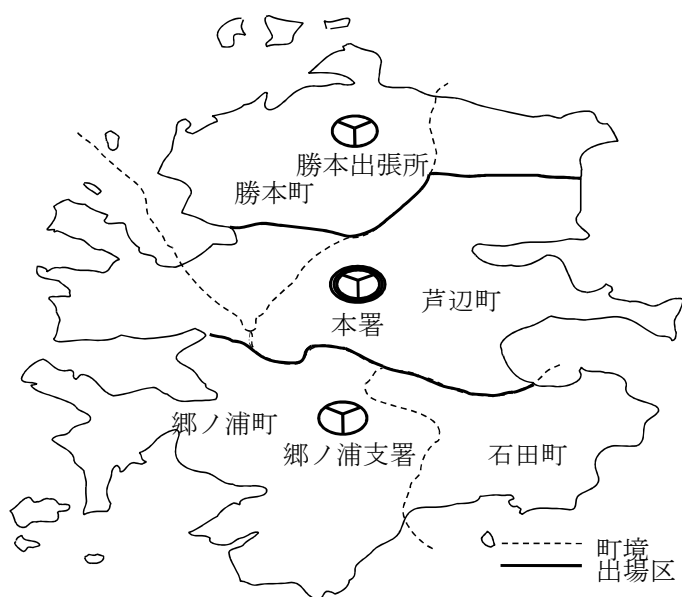 勝本出張所
勝本町
芦辺町
本署
郷ノ浦町
郷ノ浦支署
石田町
町境
出場区